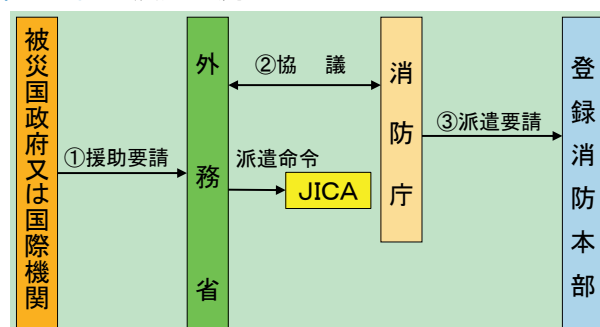 被災国政府又は国際機関
①援助要請
外務省
②協　議
派遣命令
JICA
消防庁
③派遣要請
登録消防本部